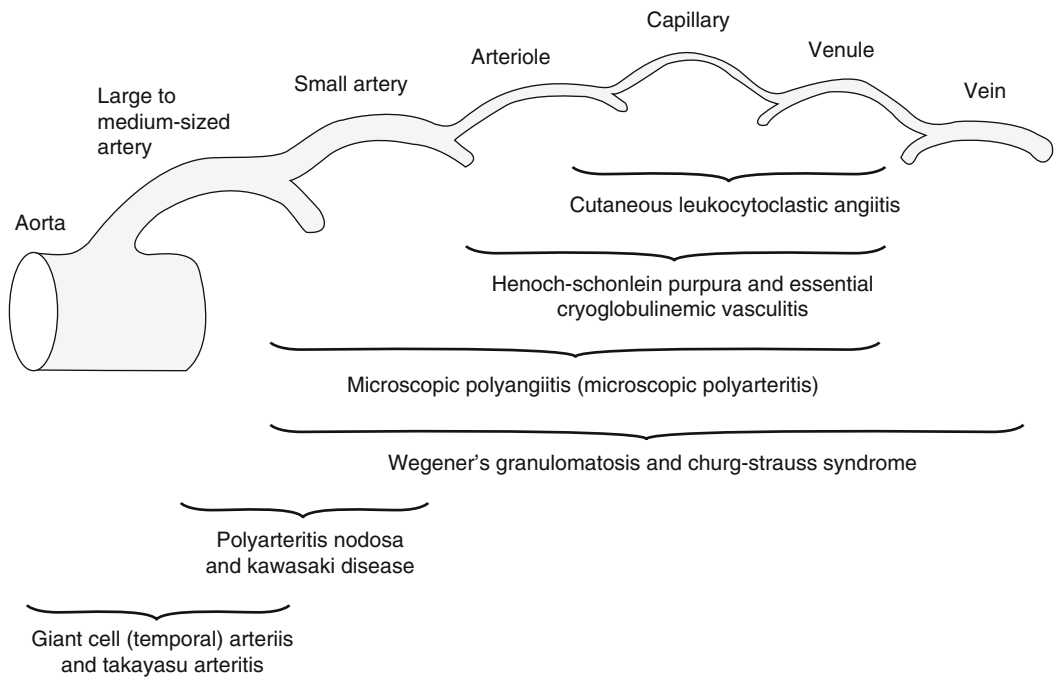 Capillary
Arteriole
Venule
Small artery
Large to
medium-sized
artery
Vein
Aorta
Cutaneous leukocytoclastic angiitis
Henoch-schonlein purpura and essential
cryoglobulinemic vasculitis
Microscopic polyangiitis (microscopic polyarteritis)
Wegener's granulomatosis and churg-strauss syndrome
Polyarteritis nodosa
and kawasaki disease
Giant cell (temporal) arteriis
and takayasu arteritis